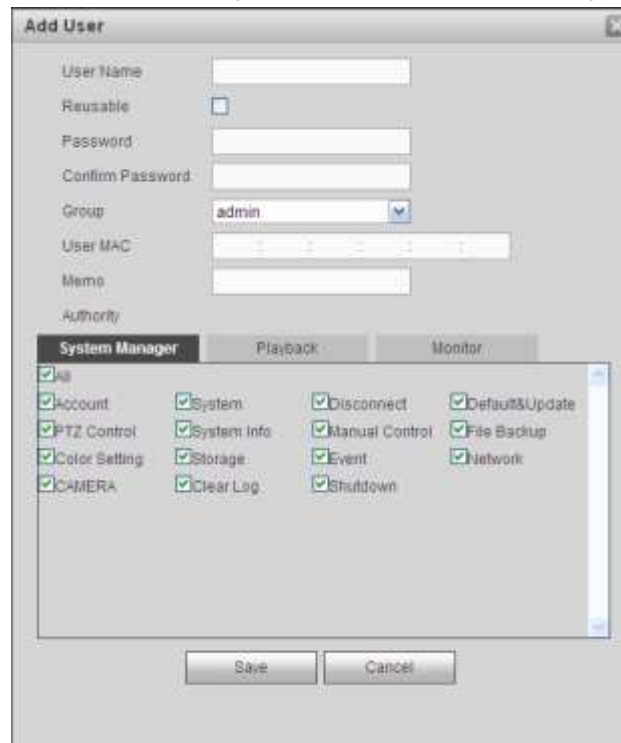 Add User
User Name
Reusable
Password
Confirm Password
Group admin
User MAC : : : : :
Memo
Authority
System Manager Playback Monitor
All
Account System Disconnect Default&Update
PTZ Control System Info Manual Control File Backup
Color Setting Storage Event Network
CAMERA Clear Log Shutdown
Save Cancel